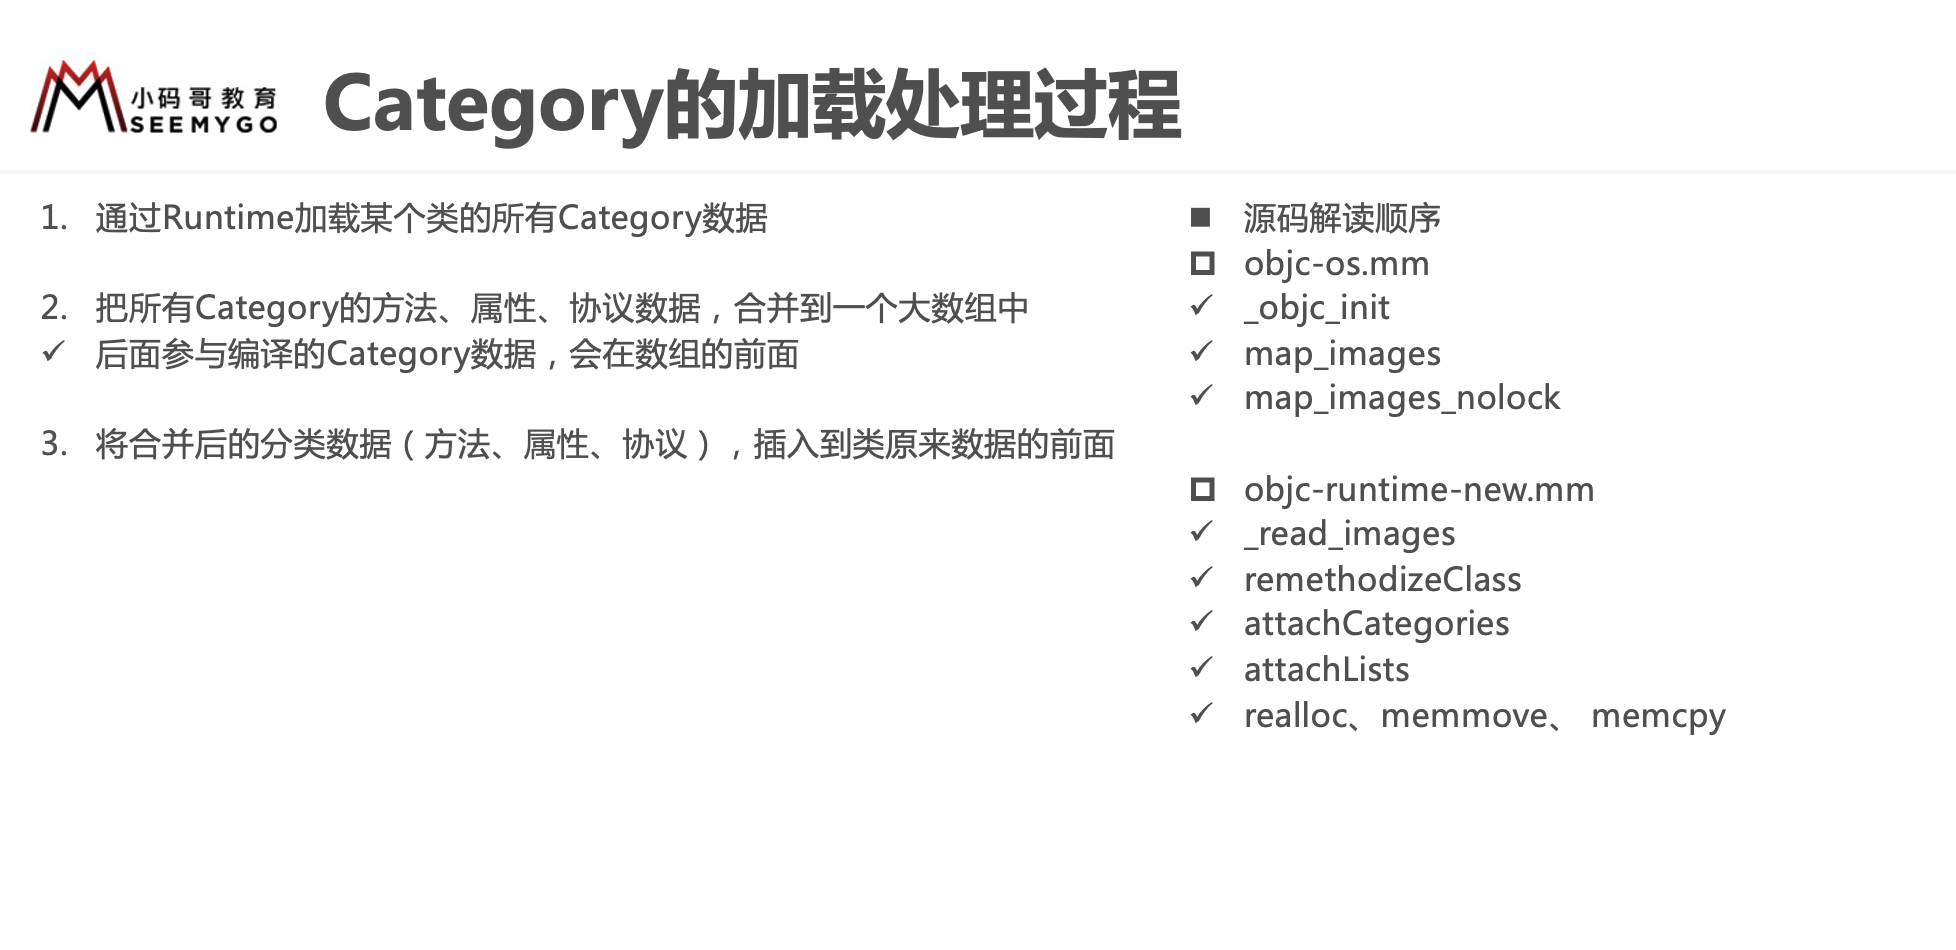 小码哥教育
SEEMYGO
Category的加载处理过程
1. 通过Runtime加载某个类的所有Category数据
2. 把所有Category的方法、属性、协议数据，合并到一个大数组中
✓ 后面参与编译的Category数据，会在数组的前面
3. 将合并后的分类数据（方法、属性、协议），插入到类原来数据的前面
■ 源码解读顺序
□ objc-os.mm
✓ _objc_init
✓ map_images
✓ map_images_nolock
□ objc-runtime-new.mm
✓ _read_images
✓ remethodizeClass
✓ attachCategories
✓ attachLists
✓ realloc、memmove、 memcpy